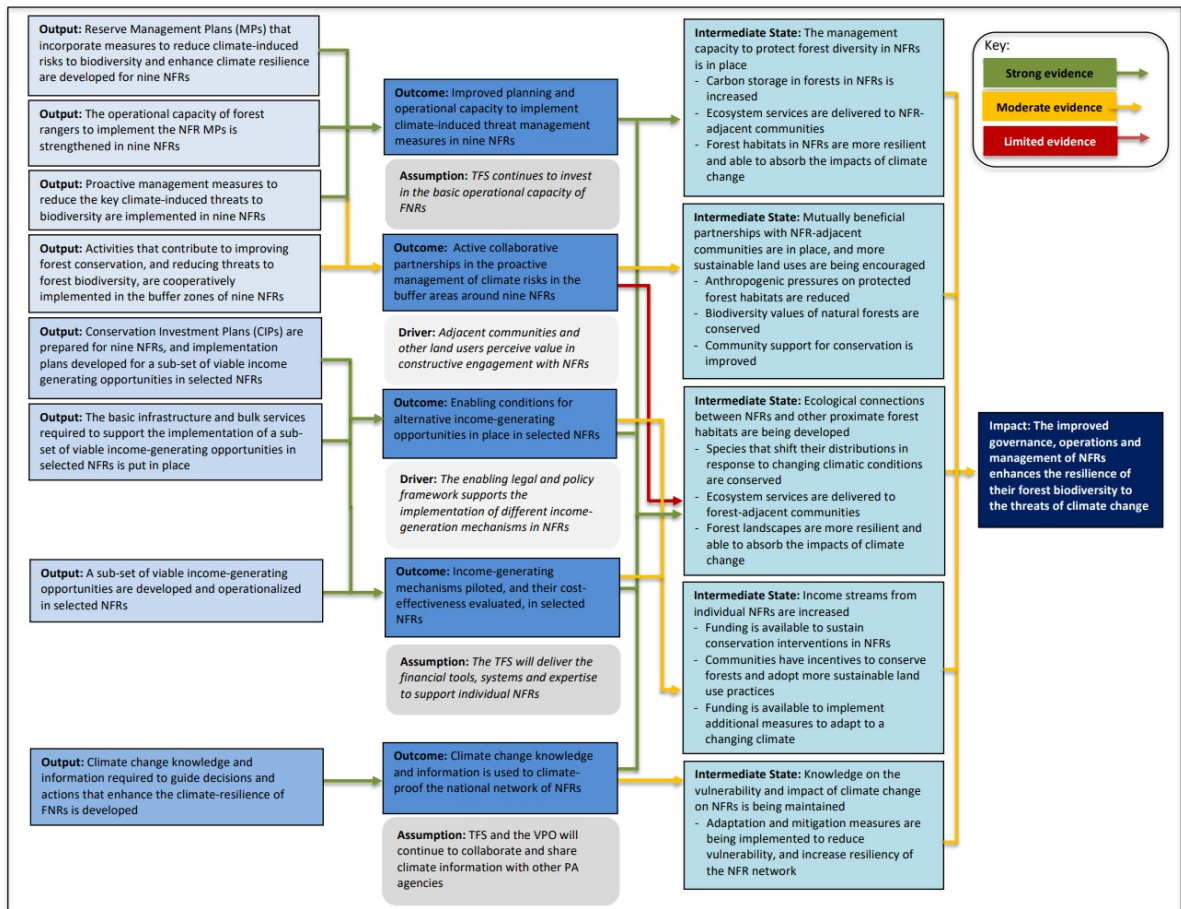 Output: Reserve Management Plans (MPs) that
incorporate measures to reduce climate-induced
risks to biodiversity and enhance climate resilience
are developed for nine NFRs
Output: The operational capacity of forest
rangers to implement the NFR MPs is
strengthened in nine NFRs
Output: Proactive management measures to
reduce the key climate-induced threats to
biodiversity are implemented in nine NFRs
Output: Activities that contribute to improving
forest conservation, and reducing threats to
forest biodiversity, are cooperatively
implemented in the buffer zones of nine NFRs
Output: Conservation Investment Plans (CIPs) are
prepared for nine NFRs, and implementation
plans developed for a sub-set of viable income
generating opportunities in selected NFRs
Output: The basic infrastructure and bulk services
required to support the implementation of a sub-
set of viable income-generating opportunities in
selected NFRs is put in place
Output: A sub-set of viable income-generating
opportunities are developed and operationalized
in selected NFRs
Output: Climate change knowledge and
information required to guide decisions and
actions that enhance the climate-resilience of
FNRs is developed
Outcome: Improved planning and
operational capacity to implement
climate-induced threat management
measures in nine NFRs
Assumption: TFS continues to invest
in the basic operational capacity of
FNRs
Outcome: Active collaborative
partnerships in the proactive
management of climate risks in the
buffer areas around nine NFRs
Driver: Adjacent communities and
other land users perceive value in
constructive engagement with NFRs
Outcome: Enabling conditions for
alternative income-generating
opportunities in place in selected NFRs
Driver: The enabling legal and policy
framework supports the
implementation of different income-
generation mechanisms in NFRs
Outcome: Income-generating
mechanisms piloted, and their cost-
effectiveness evaluated, in selected
NFRs
Assumption: The TFS will deliver the
financial tools, systems and expertise
to support individual NFRs
Outcome: Climate change knowledge
and information is used to climate-
proof the national network of NFRs
Assumption: TFS and the VPO will
continue to collaborate and share
climate information with other PA
agencies
Intermediate State: The management
capacity to protect forest diversity in NFRs
is in place
- Carbon storage in forests in NFRs is
increased
- Ecosystem services are delivered to NFR-
adjacent communities
- Forest habitats in NFRs are more resilient
and able to absorb the impacts of climate
change
Intermediate State: Mutually beneficial
partnerships with NFR-adjacent
communities are in place, and more
sustainable land uses are being encouraged
- Anthropogenic pressures on protected
forest habitats are reduced
- Biodiversity values of natural forests are
conserved
- Community support for conservation is
improved
Intermediate State: Ecological connections
between NFRs and other proximate forest
habitats are being developed
- Species that shift their distributions in
response to changing climatic conditions
are conserved
- Ecosystem services are delivered to
forest-adjacent communities
- Forest landscapes are more resilient and
able to absorb the impacts of climate
change
Intermediate State: Income streams from
individual NFRs are increased
- Funding is available to sustain
conservation interventions in NFRs
- Communities have incentives to conserve
forests and adopt more sustainable land
use practices
- Funding is available to implement
additional measures to adapt to a
changing climate
Intermediate State: Knowledge on the
vulnerability and impact of climate change
on NFRs is being maintained
- Adaptation and mitigation measures are
being implemented to reduce
vulnerability, and increase resiliency of
the NFR network
Key:
Strong evidence
Moderate evidence
Limited evidence
Impact: The improved
governance, operations and
management of NFRs
enhances the resilience of
their forest biodiversity to
the threats of climate change